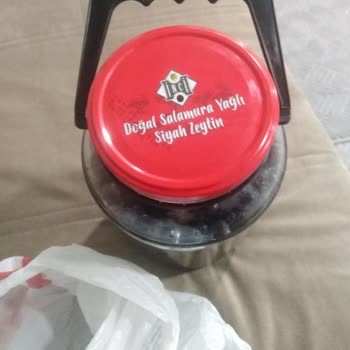 Doğal Salamura Yağlı
Siyah Zeytin